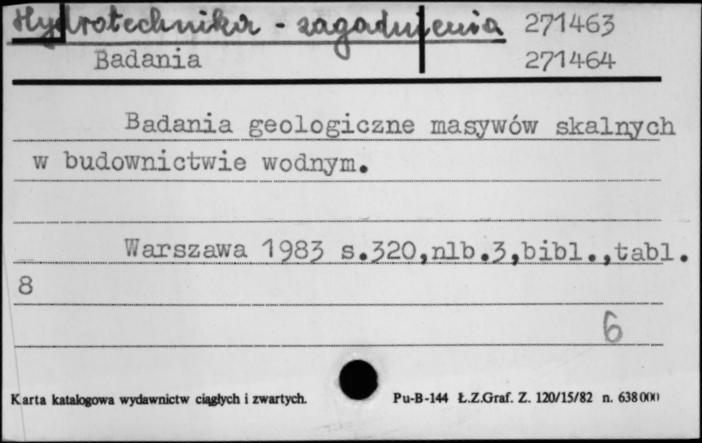 Hydrotechnika - zagadnienia 271463
Badania 271464
Badania geologiczne masywów skalnych
w budownictwie wodnym.
Warszawa 1983 s.320,nlb.3,bibl.,tabl.
8
6
Karta katalogowa wydawnictw ciągłych i zwartych. Pu-B-144 Ł.Z.Graf. Z. 120/15/82 n. 638000